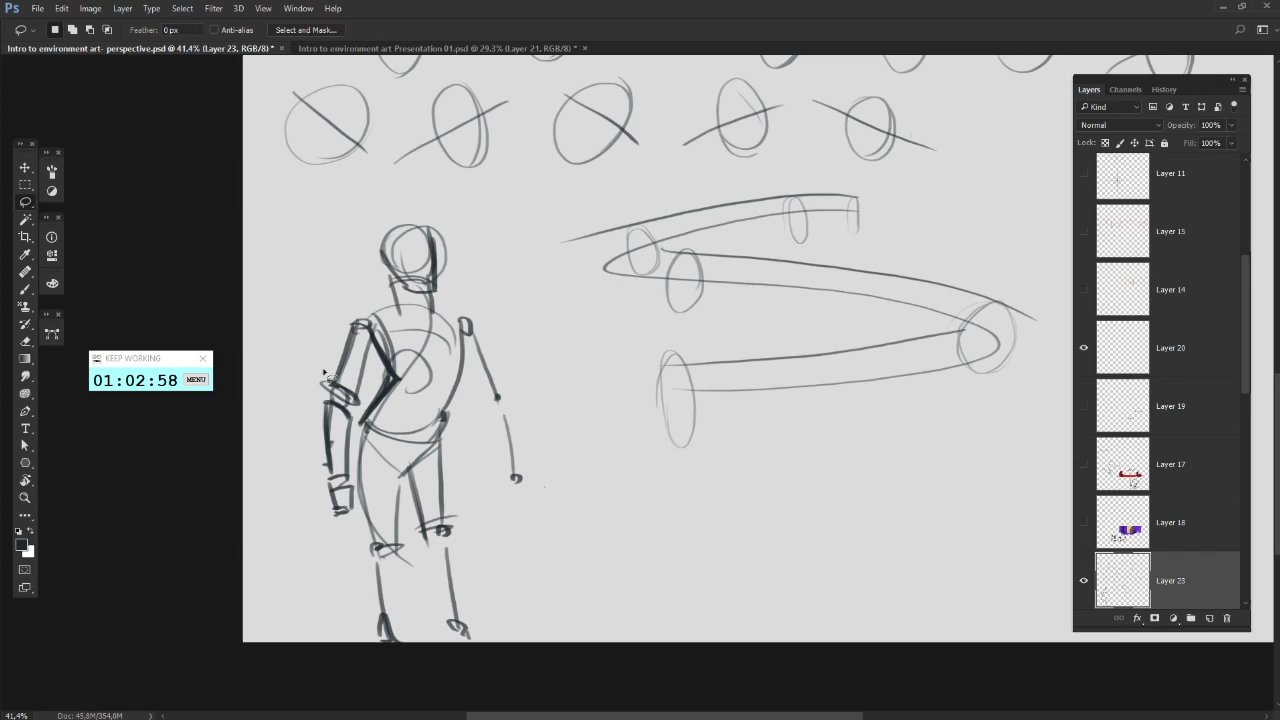 Ps File Edit Image Layer Type Select Filter 3D View Window Help
Feather: 0 px Anti-alias Select and Mask...
Intro to environment art- perspective.psd @ 41,4% (Layer 23, RGB/8) * × Intro to environment art Presentation 01.psd @ 29,3% (Layer 21, RGB/8) * ×
Layers Channels History
Kind
Normal Opacity: 100%
Lock: Fill: 100%
Layer 11
Layer 15
Layer 14
Layer 20
Layer 19
Layer 17
Layer 18
Layer 23
KEEP WORKING
01:02:58 MENU
fx
41,4% Doc: 45,8M/354,0M